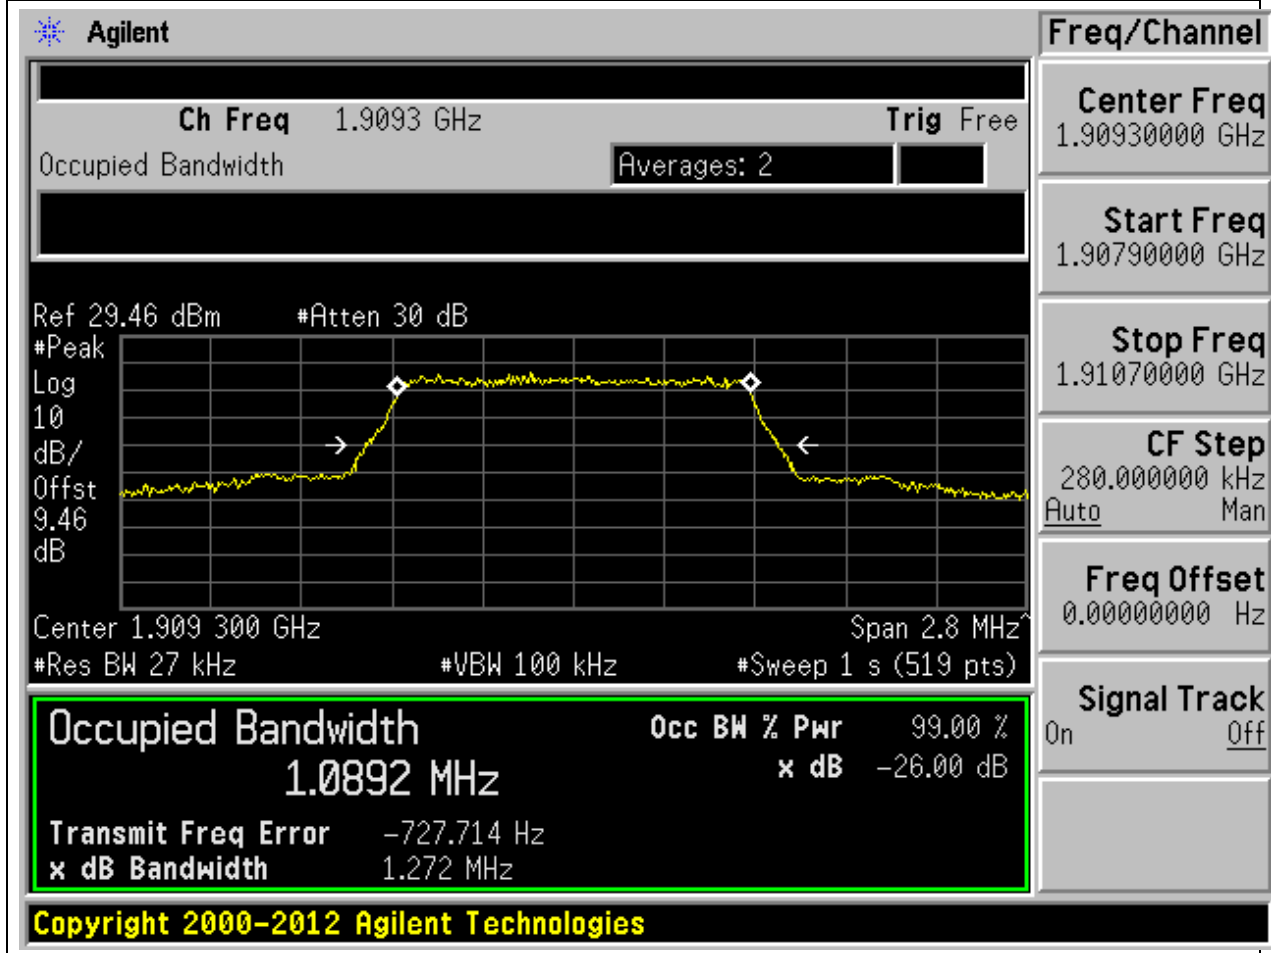 Agilent
Freq/Channel
Ch Freq 1.9093 GHz Trig Free
Occupied Bandwidth Averages: 2
Ref 29.46 dBm #Atten 30 dB
#Peak
Log
10
dB/
Offst
9.46
dB
Center 1.909 300 GHz Span 2.8 MHz^
#Res BW 27 kHz #VBW 100 kHz #Sweep 1 s (519 pts)
Occupied Bandwidth Occ BW % Pwr 99.00 %
1.0892 MHz x dB -26.00 dB
Transmit Freq Error -727.714 Hz
x dB Bandwidth 1.272 MHz
Copyright 2000-2012 Agilent Technologies
Center Freq
1.90930000 GHz
Start Freq
1.90790000 GHz
Stop Freq
1.91070000 GHz
CF Step
280.000000 kHz
Auto Man
Freq Offset
0.00000000 Hz
Signal Track
On Off